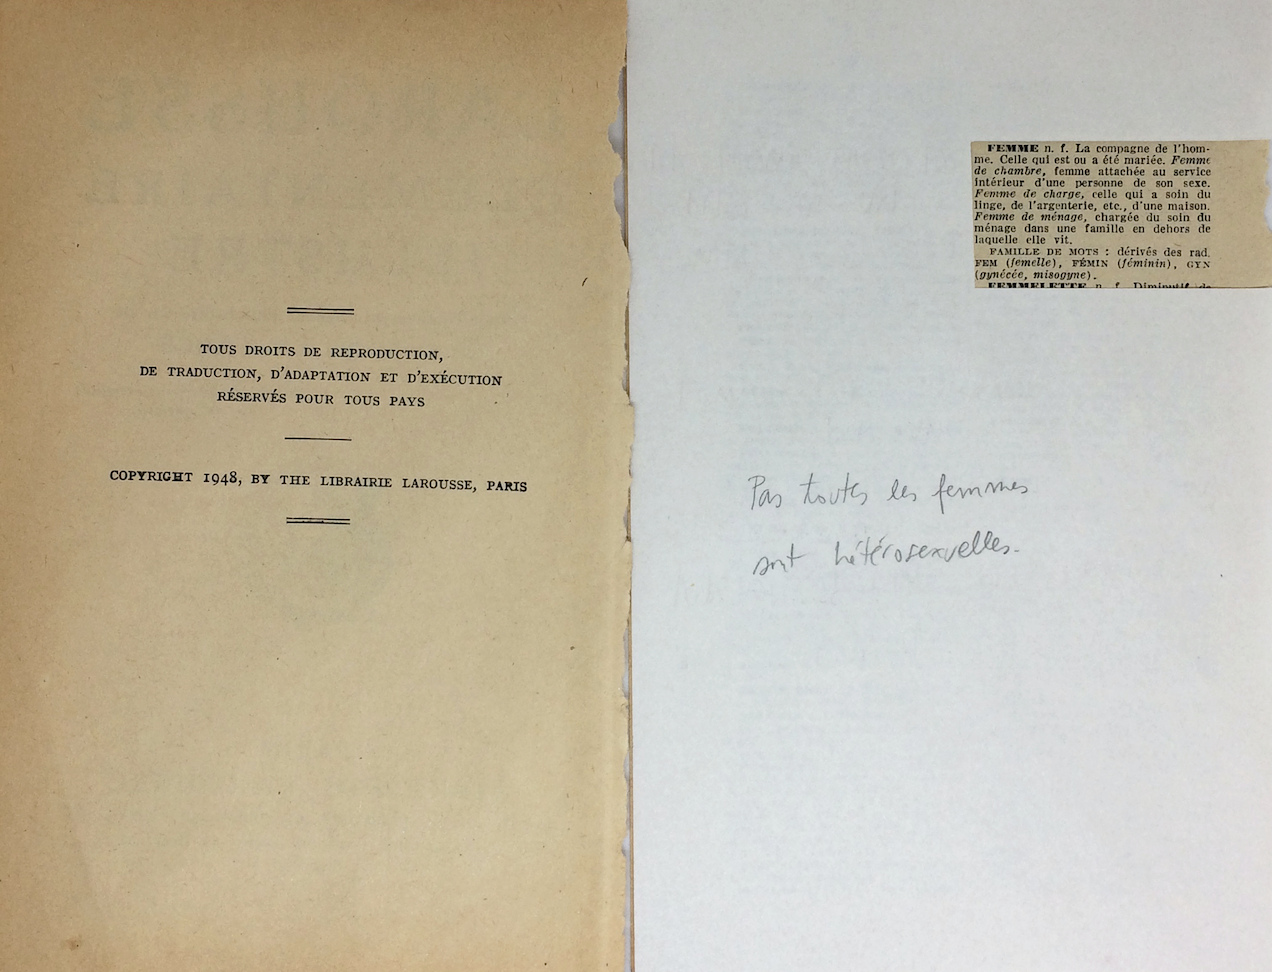 TOUS DROITS DE REPRODUCTION,
DE TRADUCTION, D'ADAPTATION ET D'EXÉCUTION
RÉSERVÉS POUR TOUS PAYS
COPYRIGHT 1948, BY THE LIBRAIRIE LAROUSSE, PARIS
FEMME n. f. La compagne de l'hom-
me. Celle qui est ou a été mariée. Femme
de chambre, femme attachée au service
intérieur d'une personne de son sexe.
Femme de charge, celle qui a soin du
linge, de l'argenterie, etc., d'une maison.
Femme de ménage, chargée du soin du
ménage dans une famille en dehors de
laquelle elle vit.
FAMILLE DE MOTS : dérivés des rad.
FEM (femelle), FÉMIN (féminin), GYN
(gynécée, misogyne).
FEMMELETTE n. f. Diminutif de
Pas toutes les femmes
sont hétérosexuelles.